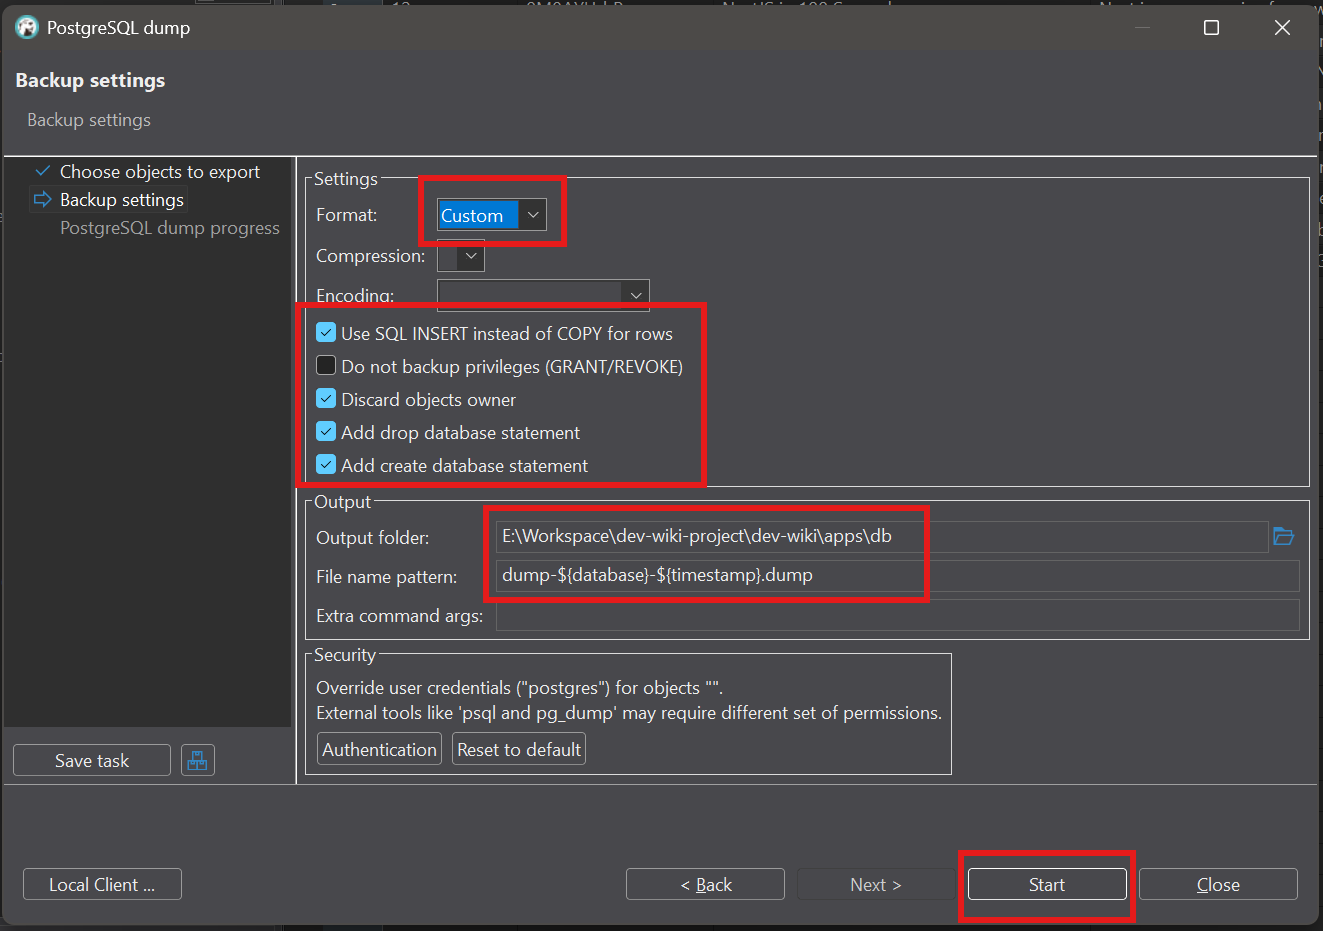 PostgreSQL dump
Backup settings
Backup settings
Choose objects to export
Backup settings
PostgreSQL dump progress
Settings
Format: Custom
Compression:
Encoding:
Use SQL INSERT instead of COPY for rows
Do not backup privileges (GRANT/REVOKE)
Discard objects owner
Add drop database statement
Add create database statement
Output
Output folder: E:\Workspace\dev-wiki-project\dev-wiki\apps\db
File name pattern: dump-${database}-${timestamp}.dump
Extra command args:
Security
Override user credentials ("postgres") for objects "".
External tools like 'psql and pg_dump' may require different set of permissions.
Authentication Reset to default
Save task
Local Client ... < Back Next > Start Close